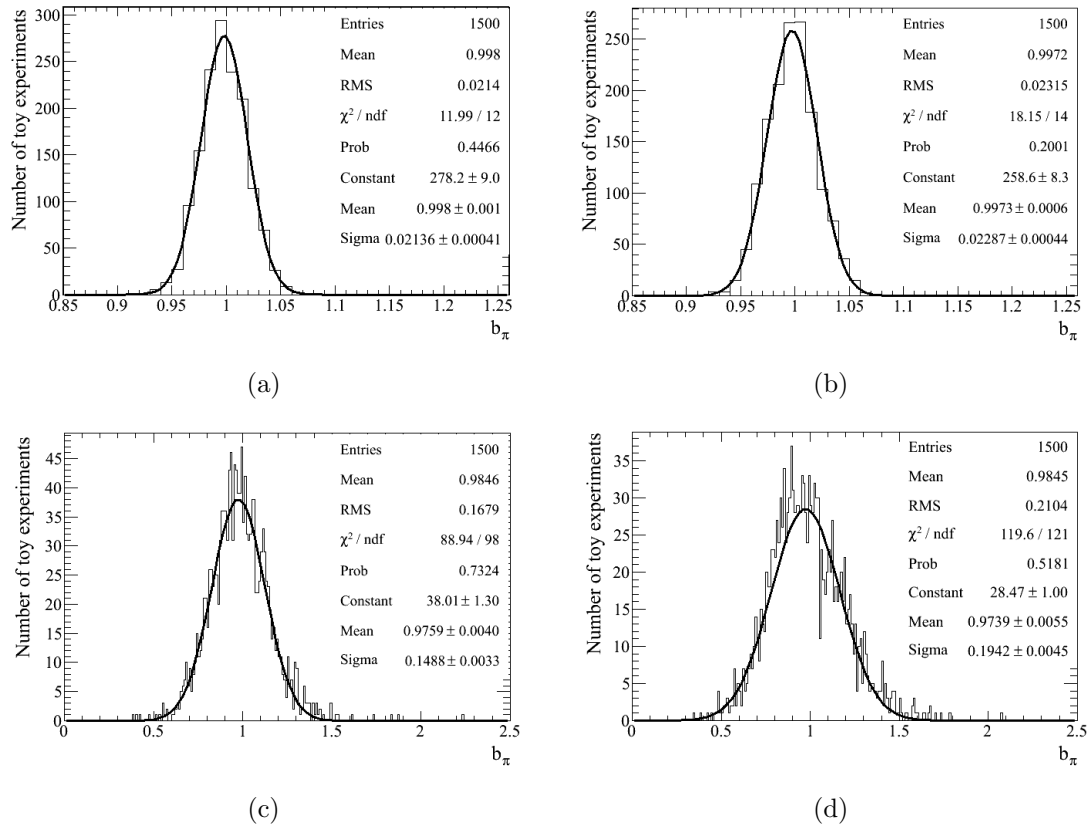 Number of toy experiments
300
250
200
150
100
50
0
0.85 0.9 0.95 1 1.05 1.1 1.15 1.2 1.25
b_π
Entries 1500
Mean 0.998
RMS 0.0214
χ² / ndf 11.99 / 12
Prob 0.4466
Constant 278.2 ± 9.0
Mean 0.998 ± 0.001
Sigma 0.02136 ± 0.00041
(a)
Number of toy experiments
250
200
150
100
50
0
0.85 0.9 0.95 1 1.05 1.1 1.15 1.2 1.25
b_π
Entries 1500
Mean 0.9972
RMS 0.02315
χ² / ndf 18.15 / 14
Prob 0.2001
Constant 258.6 ± 8.3
Mean 0.9973 ± 0.0006
Sigma 0.02287 ± 0.00044
(b)
Number of toy experiments
45
40
35
30
25
20
15
10
5
0
0 0.5 1 1.5 2 2.5
b_π
Entries 1500
Mean 0.9846
RMS 0.1679
χ² / ndf 88.94 / 98
Prob 0.7324
Constant 38.01 ± 1.30
Mean 0.9759 ± 0.0040
Sigma 0.1488 ± 0.0033
(c)
Number of toy experiments
35
30
25
20
15
10
5
0
0 0.5 1 1.5 2 2.5
b_π
Entries 1500
Mean 0.9845
RMS 0.2104
χ² / ndf 119.6 / 121
Prob 0.5181
Constant 28.47 ± 1.00
Mean 0.9739 ± 0.0055
Sigma 0.1942 ± 0.0045
(d)